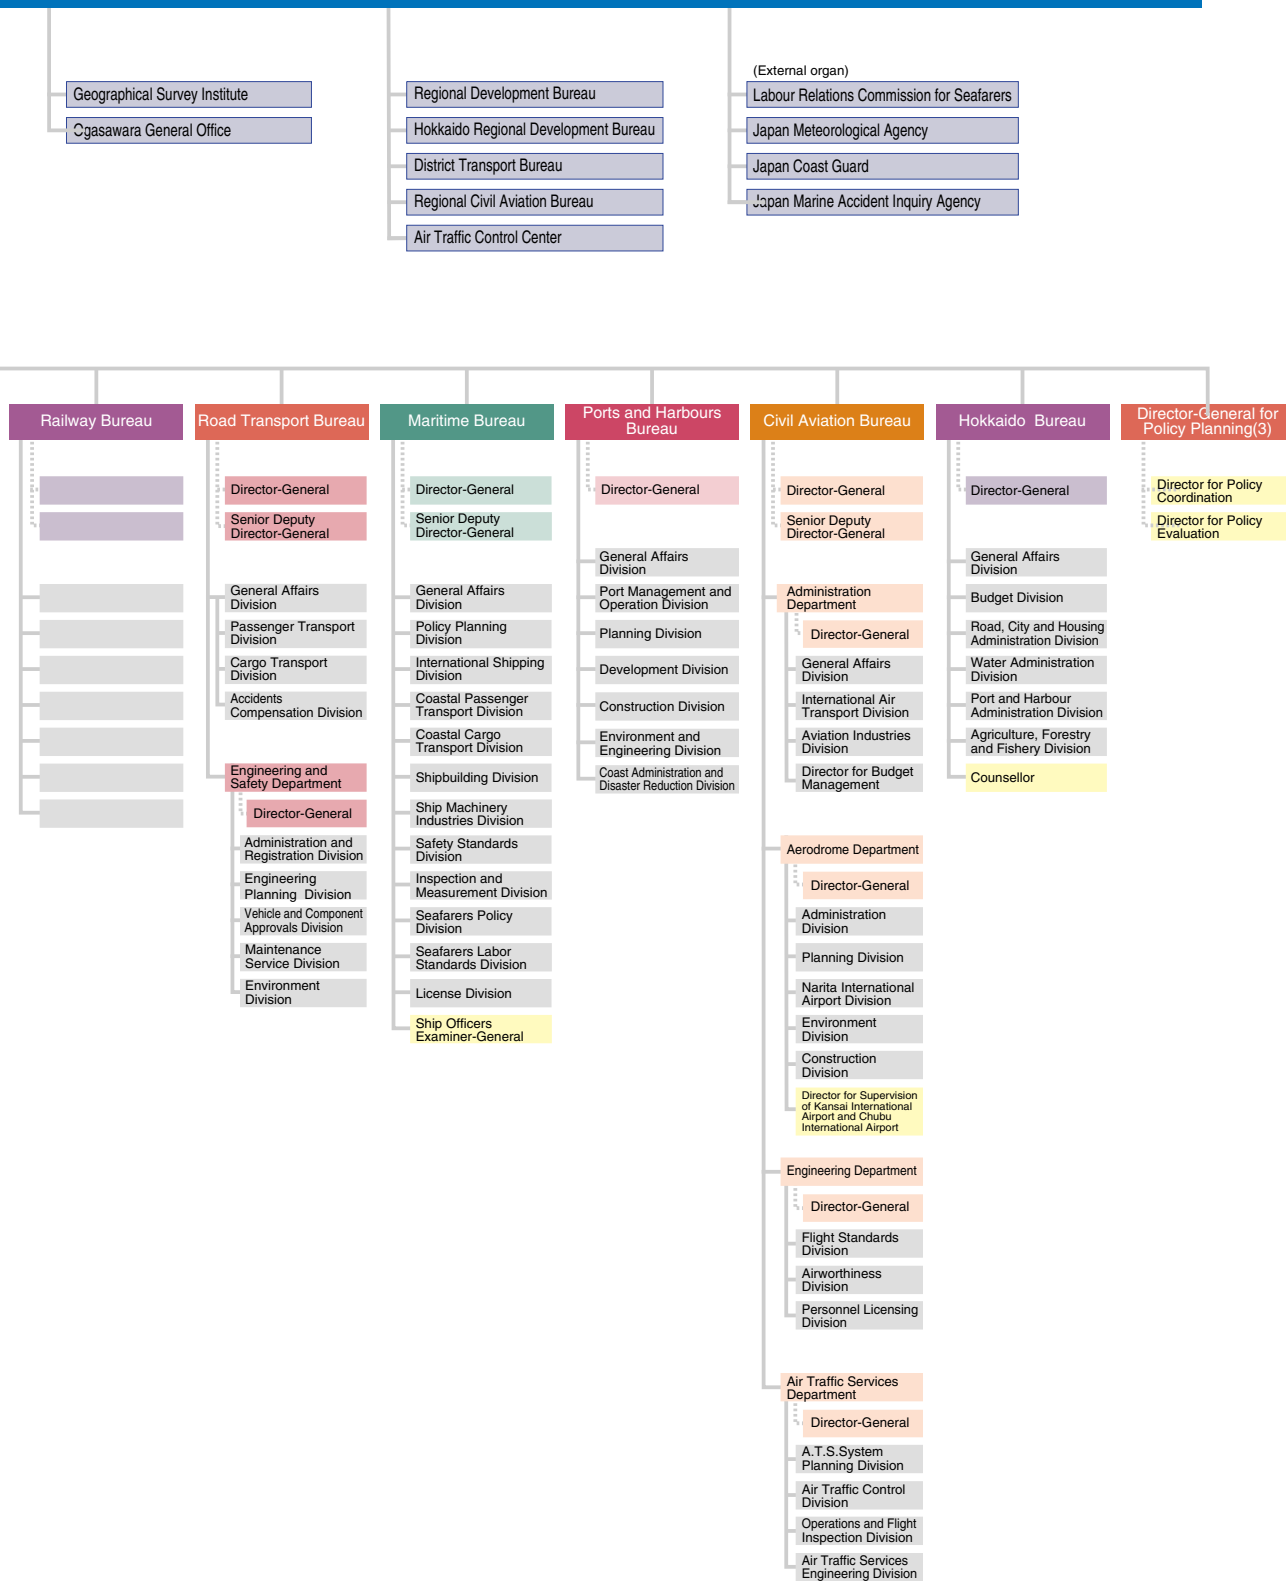 Geographical Survey Institute
Ogasawara General Office
Regional Development Bureau
Hokkaido Regional Development Bureau
District Transport Bureau
Regional Civil Aviation Bureau
Air Traffic Control Center
(External organ)
Labour Relations Commission for Seafarers
Japan Meteorological Agency
Japan Coast Guard
Japan Marine Accident Inquiry Agency
Railway Bureau
Road Transport Bureau
Director-General
Senior Deputy
Director-General
General Affairs
Division
Passenger Transport
Division
Cargo Transport
Division
Accidents
Compensation Division
Engineering and
Safety Department
Director-General
Administration and
Registration Division
Engineering
Planning Division
Vehicle and Component
Approvals Division
Maintenance
Service Division
Environment
Division
Maritime Bureau
Director-General
Senior Deputy
Director-General
General Affairs
Division
Policy Planning
Division
International Shipping
Division
Coastal Passenger
Transport Division
Coastal Cargo
Transport Division
Shipbuilding Division
Ship Machinery
Industries Division
Safety Standards
Division
Inspection and
Measurement Division
Seafarers Policy
Division
Seafarers Labor
Standards Division
License Division
Ship Officers
Examiner-General
Ports and Harbours
Bureau
Director-General
General Affairs
Division
Port Management and
Operation Division
Planning Division
Development Division
Construction Division
Environment and
Engineering Division
Coast Administration and
Disaster Reduction Division
Civil Aviation Bureau
Director-General
Senior Deputy
Director-General
Administration
Department
Director-General
General Affairs
Division
International Air
Transport Division
Aviation Industries
Division
Director for Budget
Management
Aerodrome Department
Director-General
Administration
Division
Planning Division
Narita International
Airport Division
Environment
Division
Construction
Division
Director for Supervision
of Kansai International
Airport and Chubu
International Airport
Engineering Department
Director-General
Flight Standards
Division
Airworthiness
Division
Personnel Licensing
Division
Air Traffic Services
Department
Director-General
A.T.S.System
Planning Division
Air Traffic Control
Division
Operations and Flight
Inspection Division
Air Traffic Services
Engineering Division
Hokkaido Bureau
Director-General
General Affairs
Division
Budget Division
Road, City and Housing
Administration Division
Water Administration
Division
Port and Harbour
Administration Division
Agriculture, Forestry
and Fishery Division
Counsellor
Director-General for
Policy Planning(3)
Director for Policy
Coordination
Director for Policy
Evaluation